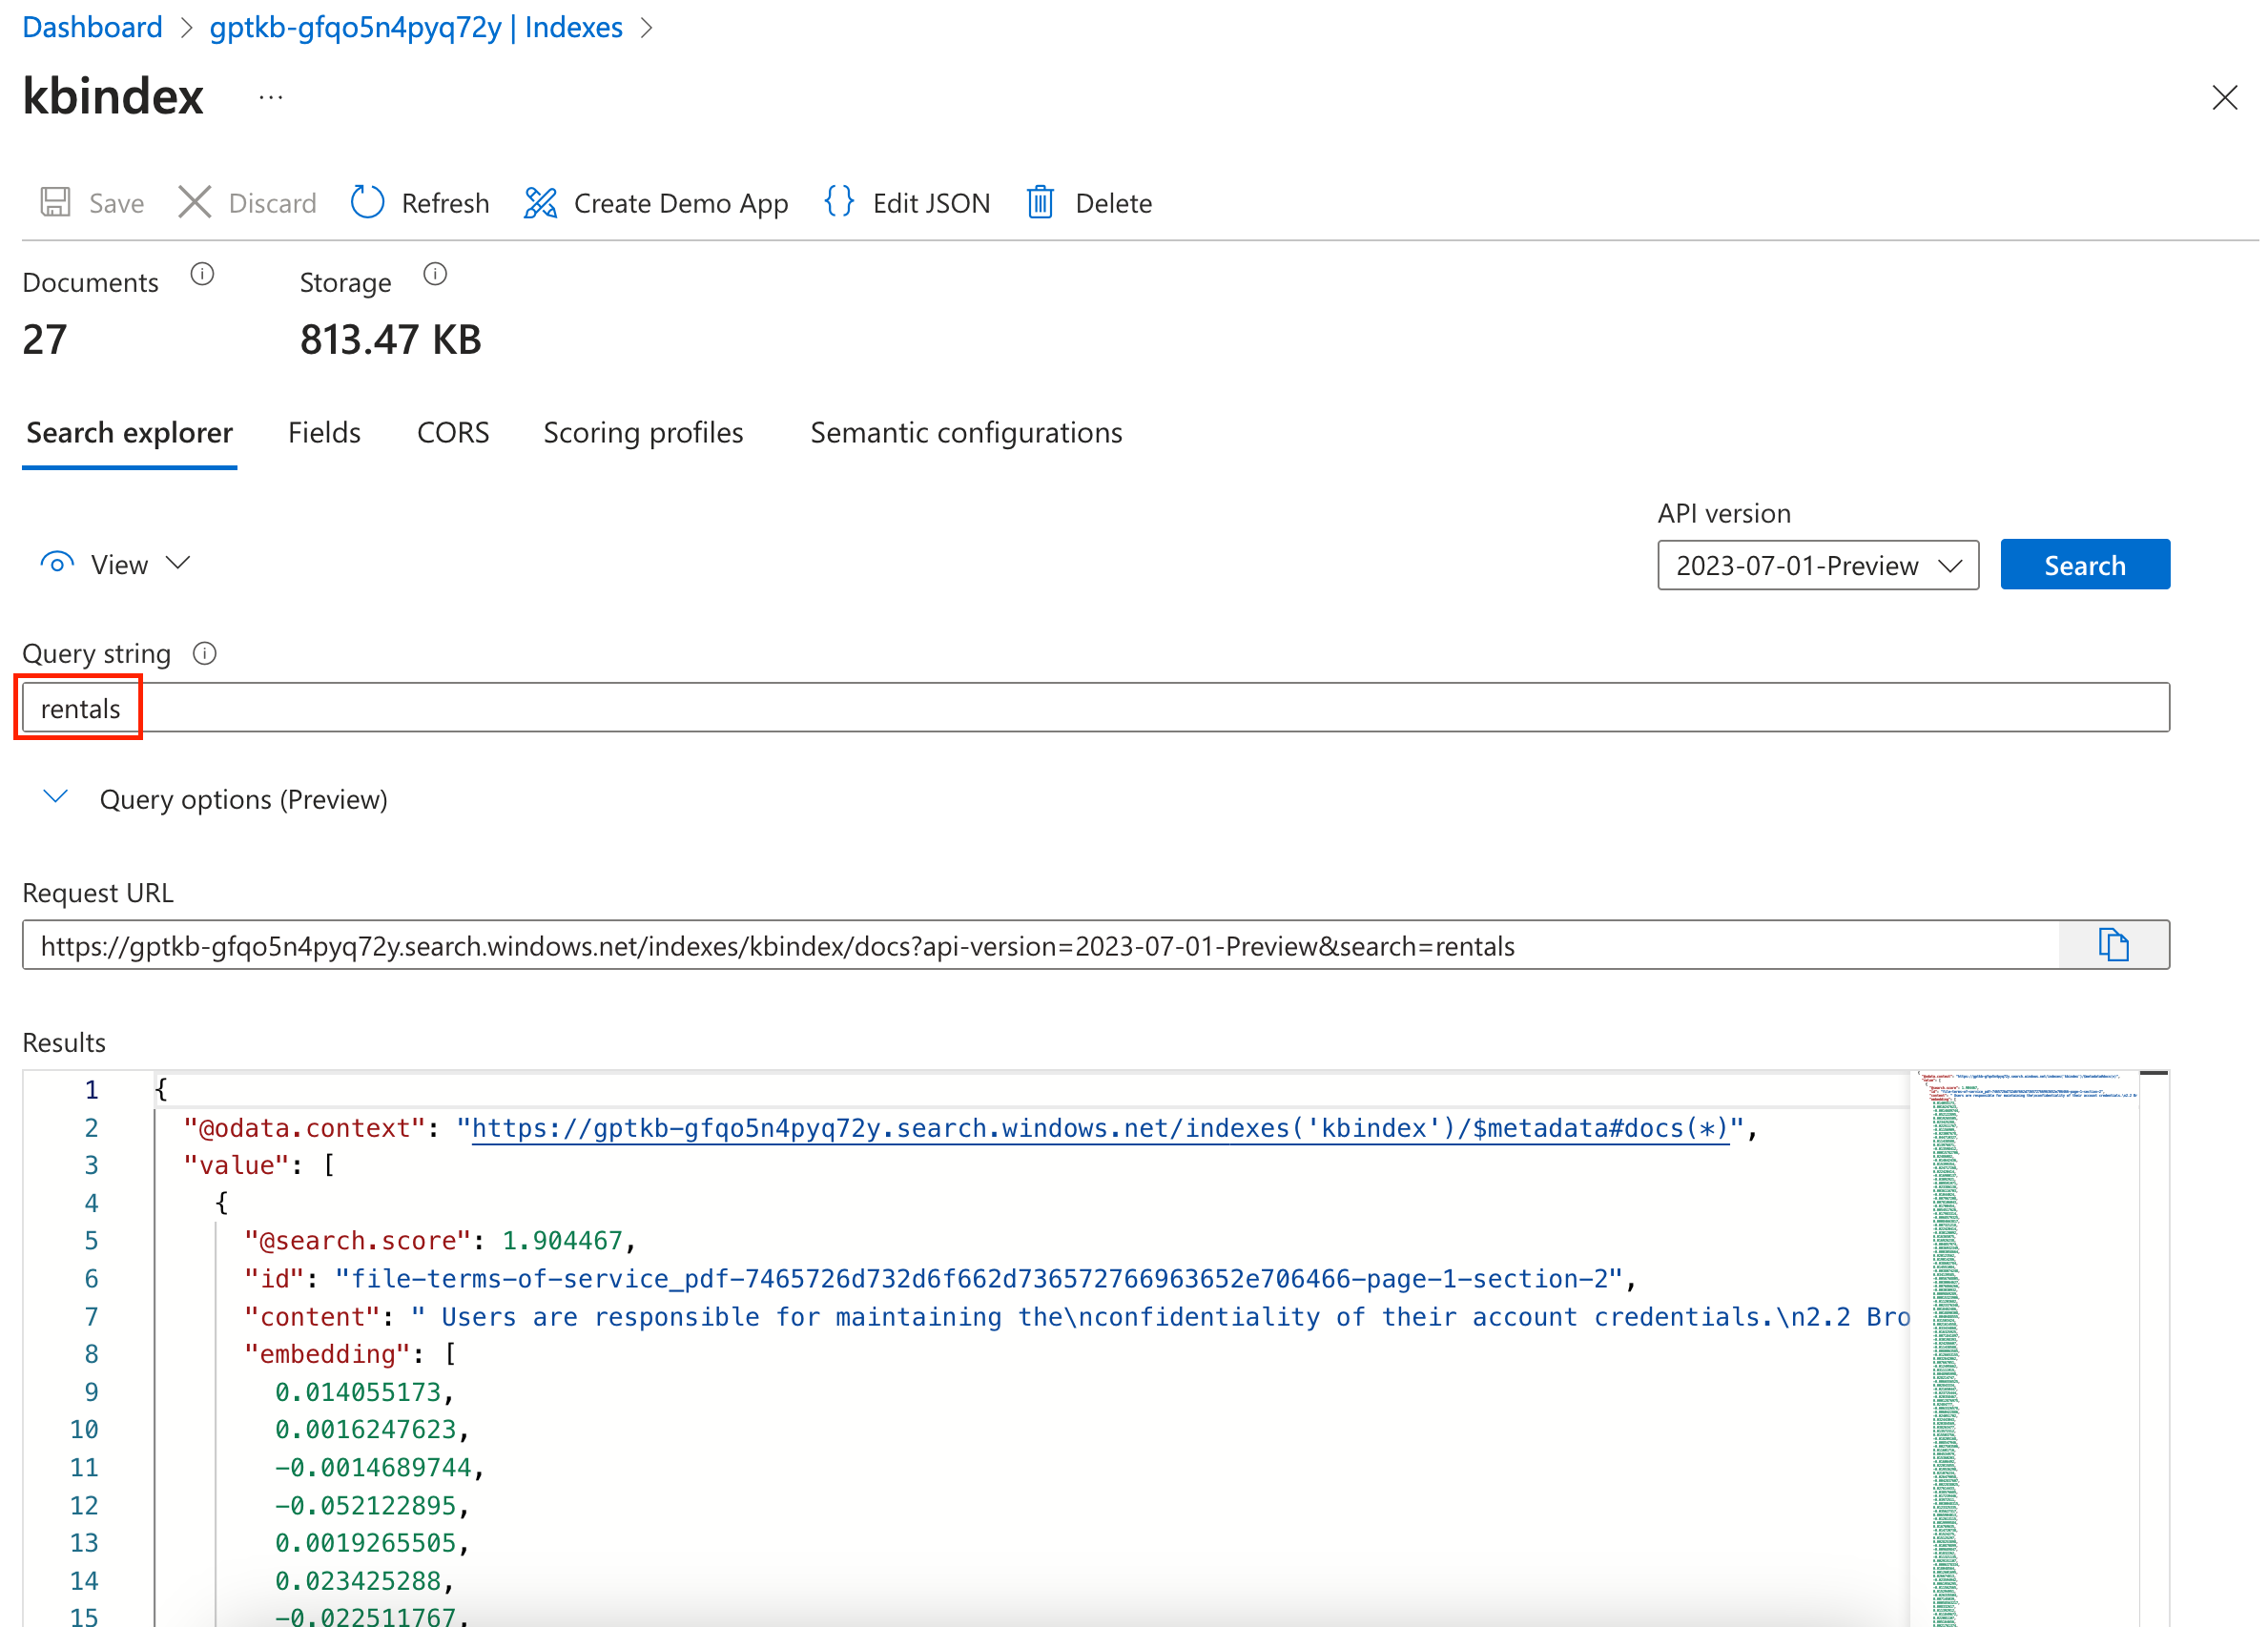 Dashboard > gptkb-gfqo5n4pyq72y | Indexes >
kbindex ...
Save Discard Refresh Create Demo App {} Edit JSON Delete
Documents Storage
27 813.47 KB
Search explorer Fields CORS Scoring profiles Semantic configurations
API version
View 2023-07-01-Preview Search
Query string
rentals
Query options (Preview)
Request URL
https://gptkb-gfqo5n4pyq72y.search.windows.net/indexes/kbindex/docs?api-version=2023-07-01-Preview&search=rentals
Results
1 {
2 "@odata.context": "https://gptkb-gfqo5n4pyq72y.search.windows.net/indexes('kbindex')/$metadata#docs(*)",
3 "value": [
4 {
5 "@search.score": 1.904467,
6 "id": "file-terms-of-service_pdf-7465726d732d6f662d736572766963652e706466-page-1-section-2",
7 "content": " Users are responsible for maintaining the\nconfidentiality of their account credentials.\n2.2 Bro
8 "embedding": [
9 0.014055173,
10 0.0016247623,
11 -0.0014689744,
12 -0.052122895,
13 0.0019265505,
14 0.023425288,
15 -0.022511767,